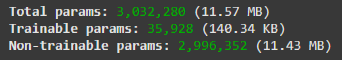 Total params: 3,032,280 (11.57 MB)
Trainable params: 35,928 (140.34 KB)
Non-trainable params: 2,996,352 (11.43 MB)